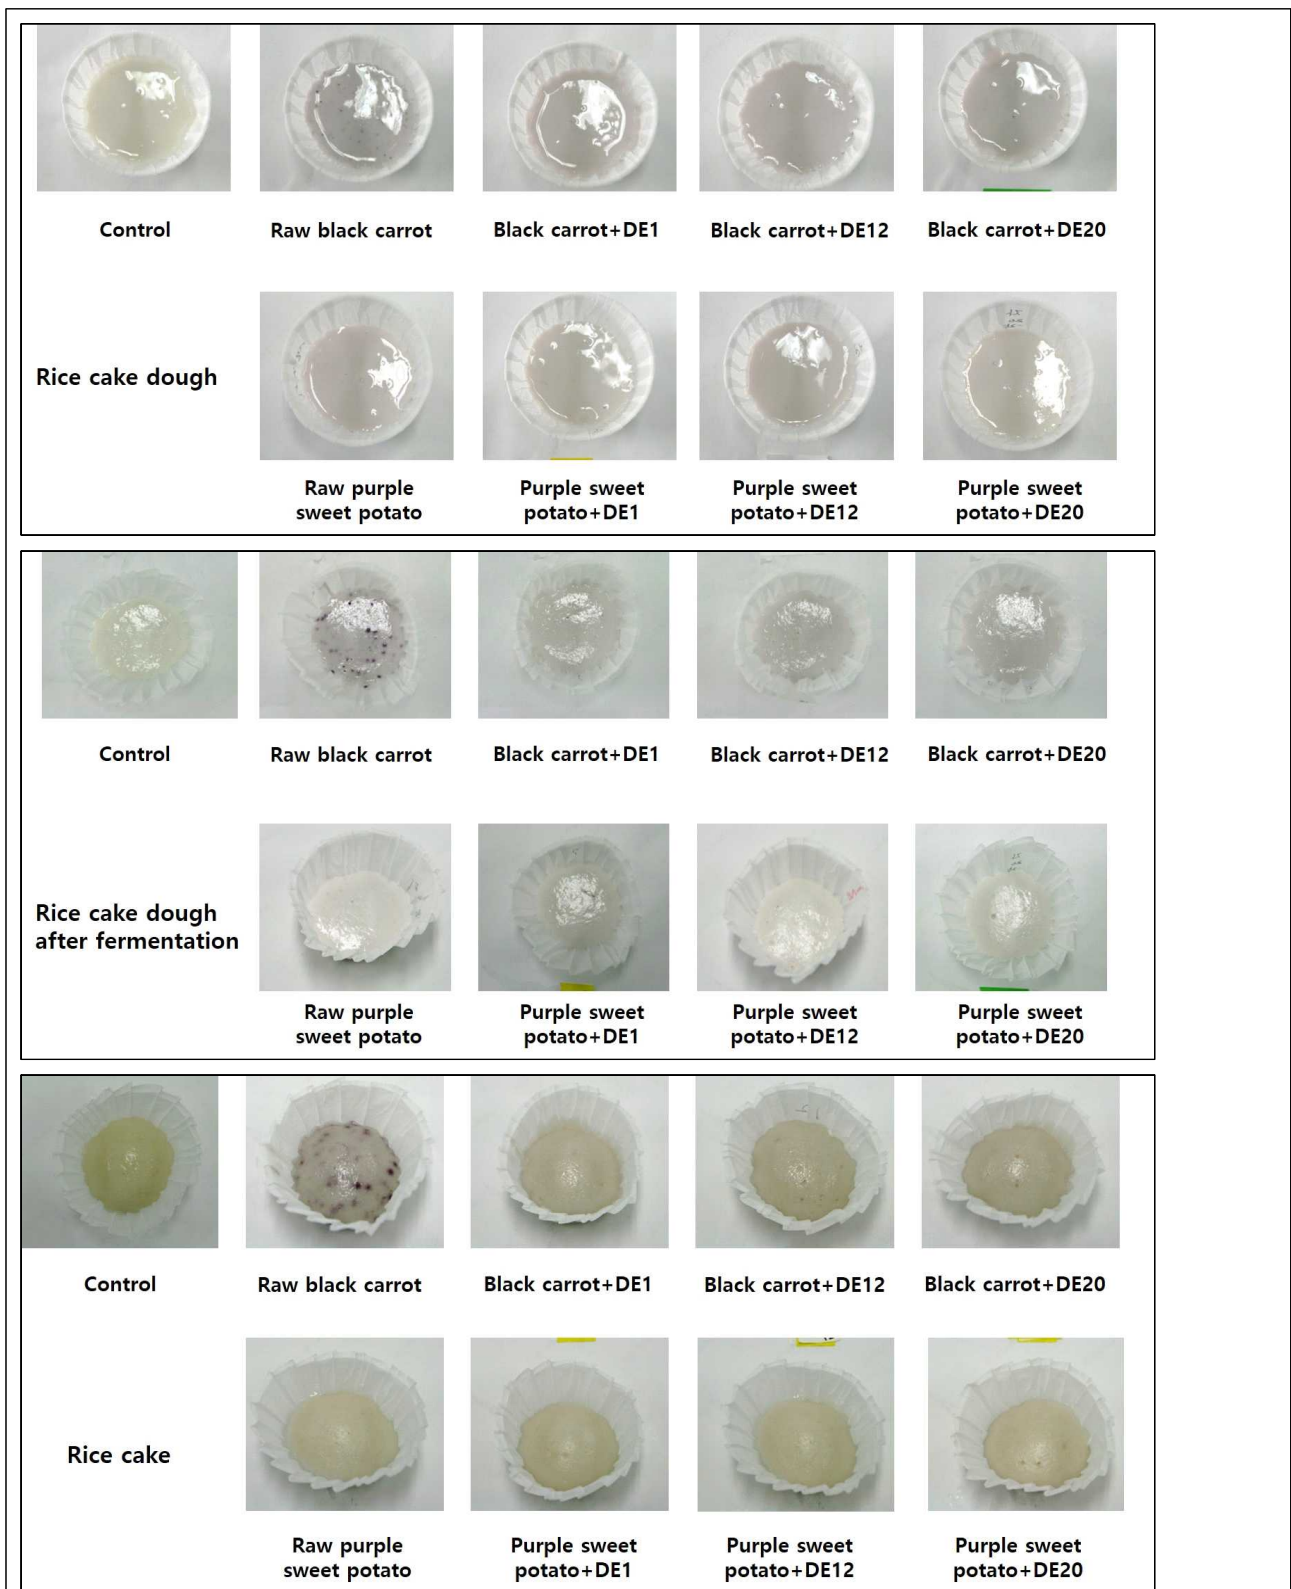 Control
Raw black carrot
Black carrot+DE1
Black carrot+DE12
Black carrot+DE20
Rice cake dough
Raw purple
sweet potato
Purple sweet
potato+DE1
Purple sweet
potato+DE12
Purple sweet
potato+DE20
Control
Raw black carrot
Black carrot+DE1
Black carrot+DE12
Black carrot+DE20
Rice cake dough
after fermentation
Raw purple
sweet potato
Purple sweet
potato+DE1
Purple sweet
potato+DE12
Purple sweet
potato+DE20
Control
Raw black carrot
Black carrot+DE1
Black carrot+DE12
Black carrot+DE20
Rice cake
Raw purple
sweet potato
Purple sweet
potato+DE1
Purple sweet
potato+DE12
Purple sweet
potato+DE20